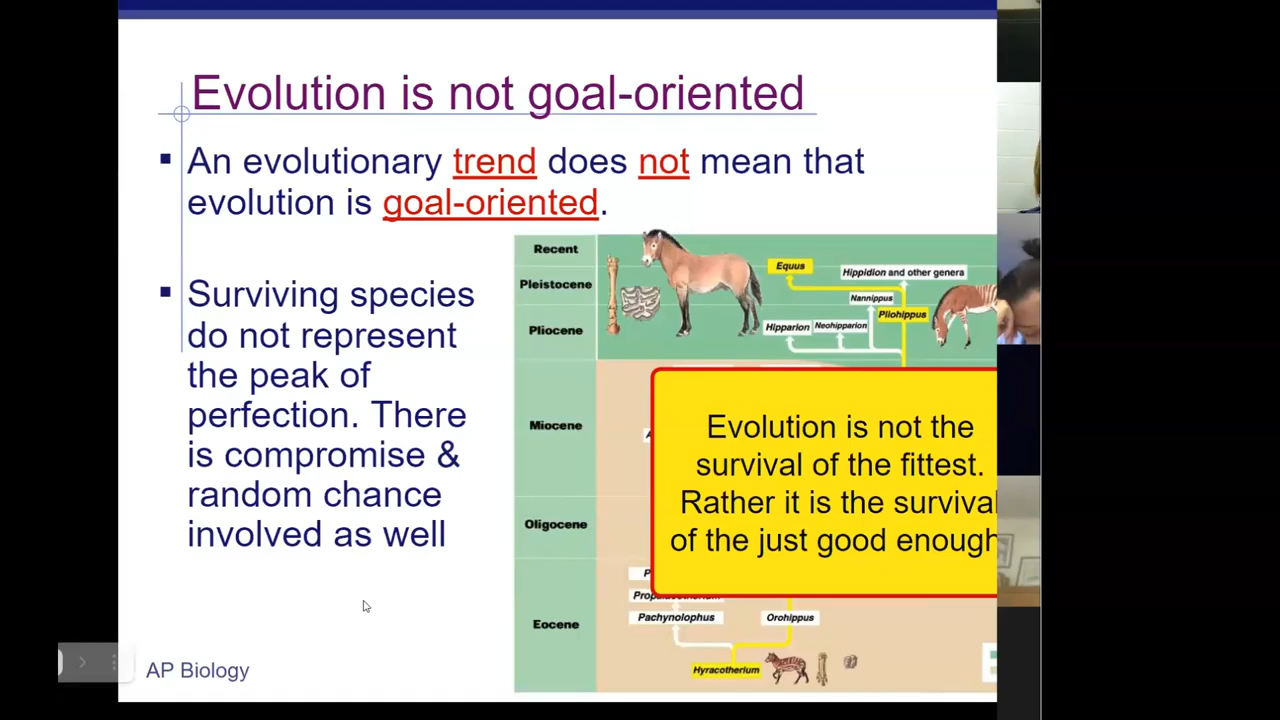 Evolution is not goal-oriented
▪ An evolutionary trend does not mean that
evolution is goal-oriented.
▪ Surviving species
do not represent
the peak of
perfection. There
is compromise &
random chance
involved as well
Recent
Pleistocene
Pliocene
Miocene
Oligocene
Eocene
Equus
Hippidion and other genera
Nannippus
Pliohippus
Hipparion
Neohipparion
Evolution is not the
survival of the fittest.
Rather it is the survival
of the just good enough
Pachynolophus
Orohippus
Hyracotherium
AP Biology